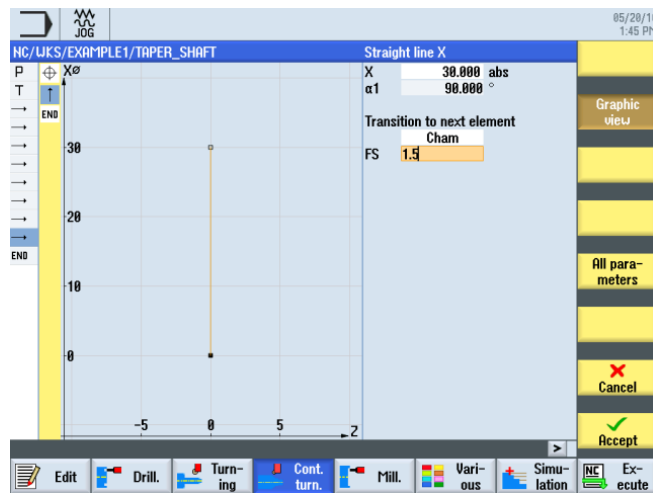 JOG
05/20/1
1:45 PM
NC/WKS/EXAMPLE1/TAPER_SHAFT
Straight line X
P
Xø
X 30.000 abs
T
α1 90.000 °
END
Transition to next element
Cham
FS 1.5
30
20
10
0
END
-5 0 5 Z
Graphic
view
All para-
meters
Cancel
Accept
>
Edit
Drill.
Turn-
ing
Cont.
turn.
Mill.
Vari-
ous
Simu-
lation
NC
Ex-
ecute